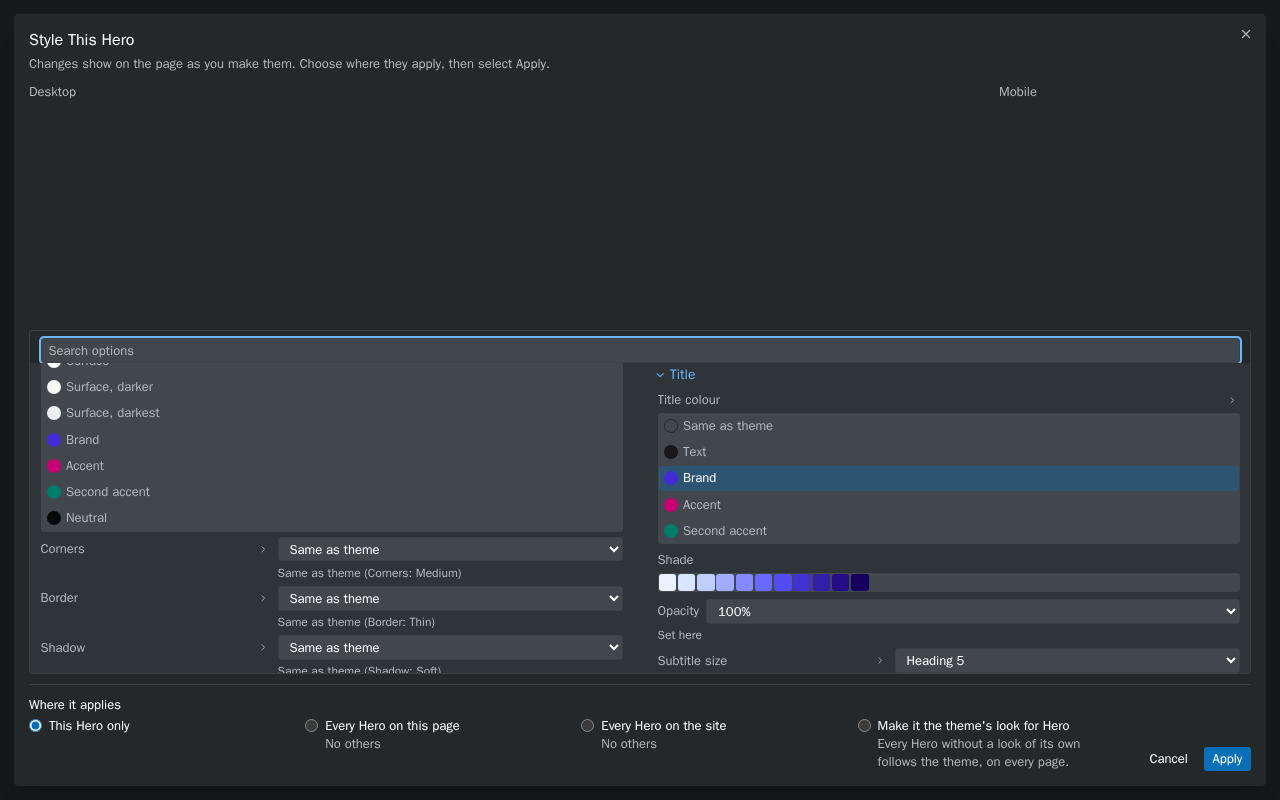 Style This Hero
Changes show on the page as you make them. Choose where they apply, then select Apply.
Desktop
Mobile
Search options
Surface
Surface, darker
Surface, darkest
Brand
Accent
Second accent
Neutral
Corners
Same as theme
Same as theme (Corners: Medium)
Border
Same as theme
Same as theme (Border: Thin)
Shadow
Same as theme
Same as theme (Shadow: Soft)
Title
Title colour
Same as theme
Text
Brand
Accent
Second accent
Shade
Opacity
100%
Set here
Subtitle size
Heading 5
Where it applies
This Hero only
Every Hero on this page
No others
Every Hero on the site
No others
Make it the theme's look for Hero
Every Hero without a look of its own
follows the theme, on every page.
Cancel
Apply